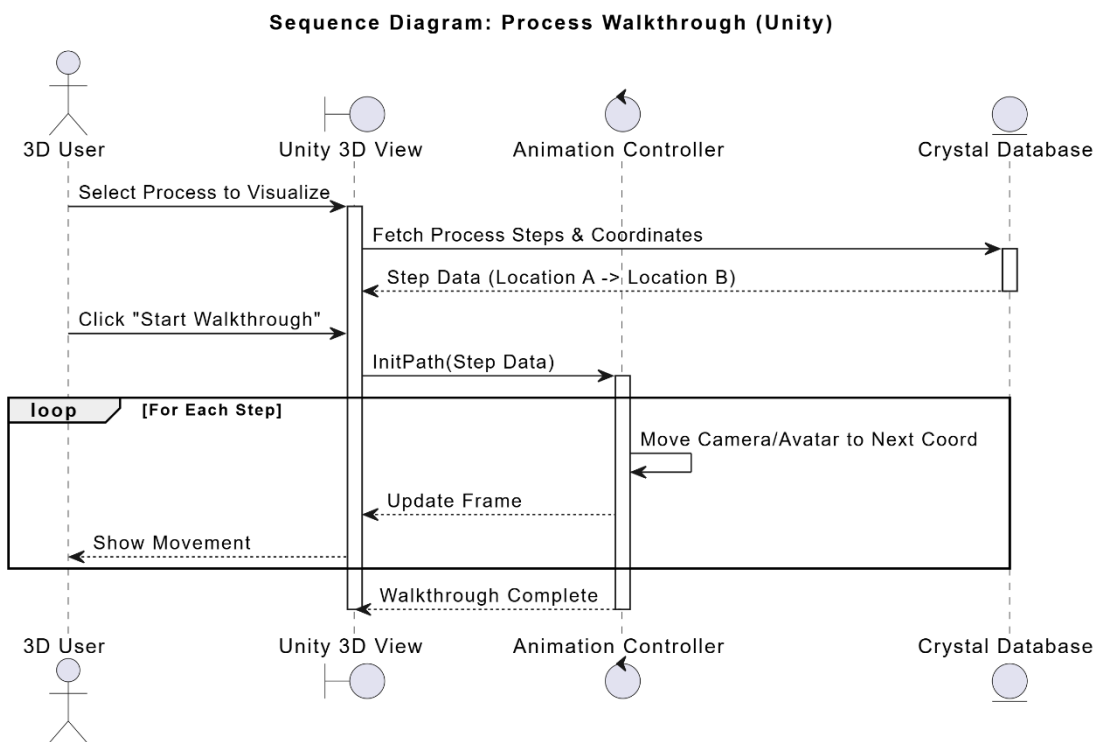 Sequence Diagram: Process Walkthrough (Unity)
3D User
Unity 3D View
Animation Controller
Crystal Database
Select Process to Visualize
Fetch Process Steps & Coordinates
Step Data (Location A -> Location B)
Click "Start Walkthrough"
InitPath(Step Data)
loop
[For Each Step]
Move Camera/Avatar to Next Coord
Update Frame
Show Movement
Walkthrough Complete
3D User
Unity 3D View
Animation Controller
Crystal Database